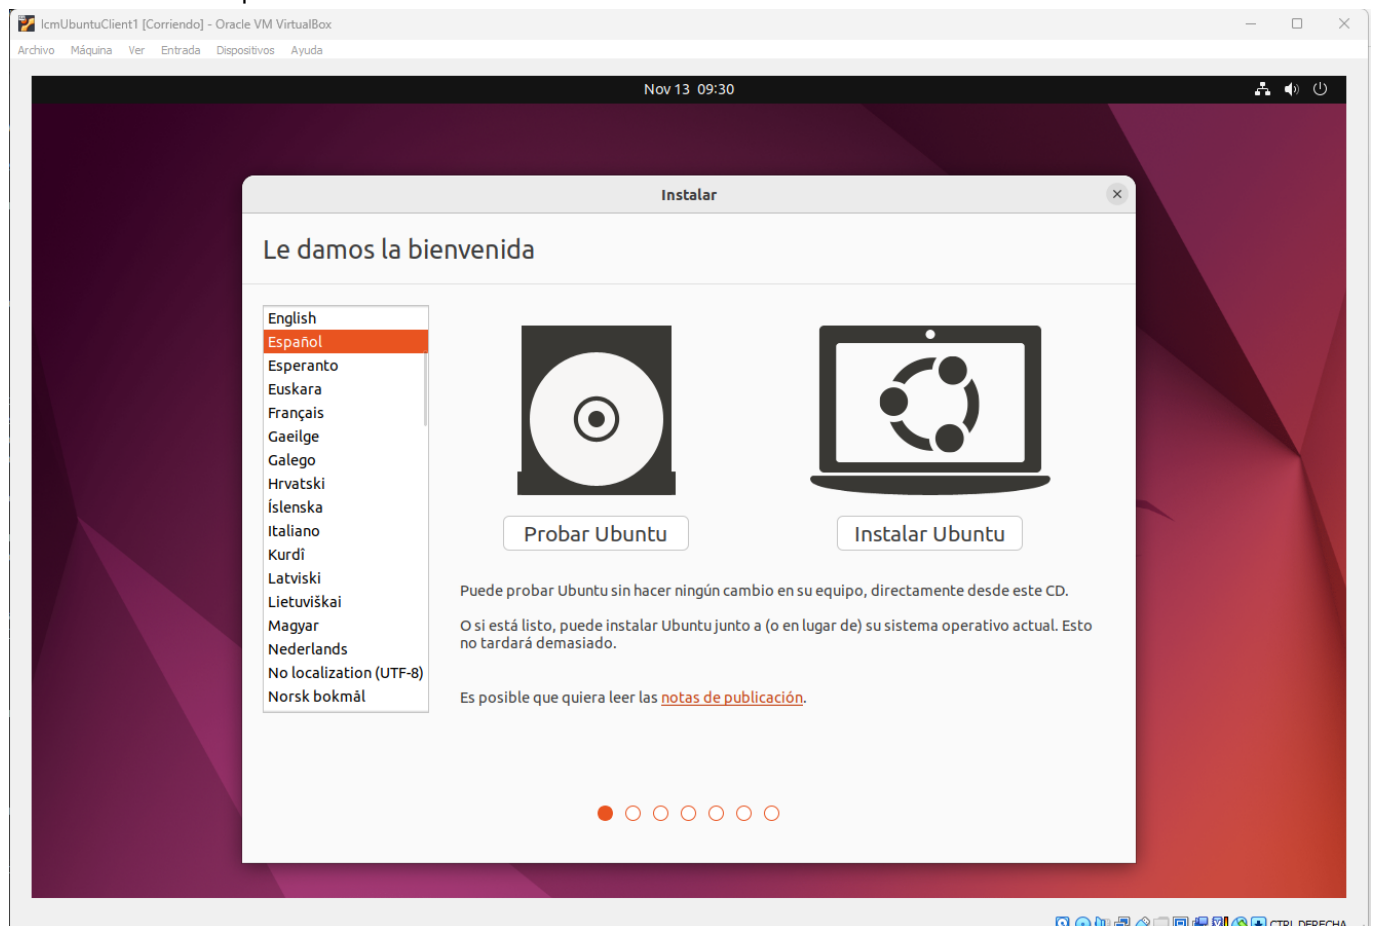 lcmUbuntuClient1 [Corriendo] - Oracle VM VirtualBox
Archivo Máquina Ver Entrada Dispositivos Ayuda
Nov 13 09:30
Instalar
Le damos la bienvenida
English
Español
Esperanto
Euskara
Français
Gaeilge
Galego
Hrvatski
Íslenska
Italiano
Kurdî
Latviski
Lietuviškai
Magyar
Nederlands
No localization (UTF-8)
Norsk bokmål
Probar Ubuntu
Instalar Ubuntu
Puede probar Ubuntu sin hacer ningún cambio en su equipo, directamente desde este CD.
O si está listo, puede instalar Ubuntu junto a (o en lugar de) su sistema operativo actual. Esto
no tardará demasiado.
Es posible que quiera leer las notas de publicación.
CTRL DERECHA